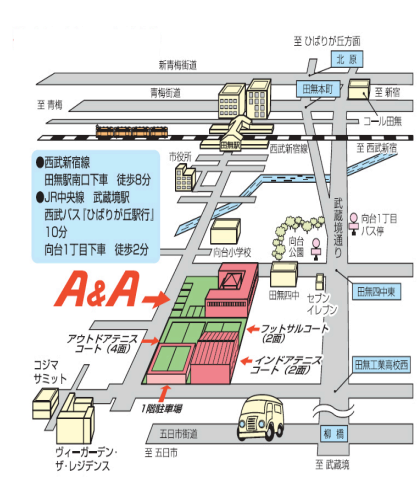 至 ひばりが丘方面
北 原
新青梅街道
青梅街道
田無本町
至 新宿
至 青梅
コール田無
田無駅
西武新宿線
至 西武新宿
市役所
●西武新宿線
田無駅南口下車 徒歩8分
●JR中央線 武蔵境駅
西武バス「ひばりが丘駅行」
10分
向台1丁目下車 徒歩2分
武蔵境通り
向台1丁目
バス停
向台小学校
向台
公園
田無四中
セブン
イレブン
田無四中東
A&A
アウトドアテニス
コート（4面）
フットサルコート
（2面）
インドアテニス
コート（2面）
田無工業高校西
コジマ
サミット
1階駐車場
ヴィーガーデン・
ザ・レジデンス
五日市街道
至 五日市
柳 橋
至 武蔵境